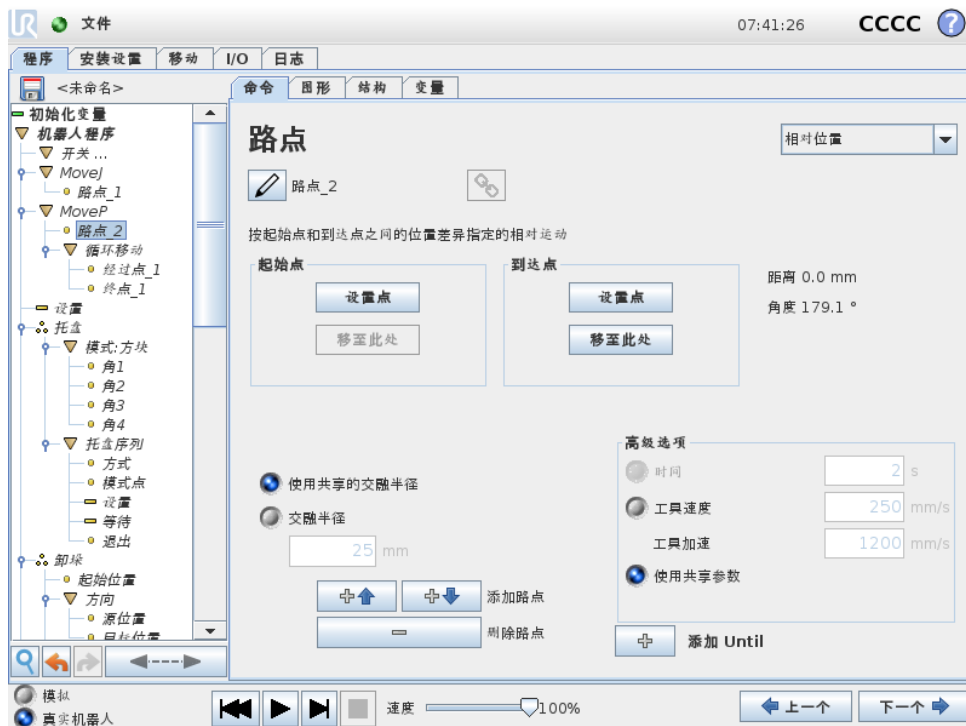 UR 文件 07:41:26 CCCC ?
程序 安装设置 移动 I/O 日志
<未命名> 命令 图形 结构 变量
初始化变量
机器人程序
开关 ...
MoveJ
路点_1
MoveP
路点_2
循环移动
经过点_1
终点_1
设置
托盘
模式:方块
角1
角2
角3
角4
托盘序列
方式
模式点
设置
等待
退出
卸垛
起始位置
方向
源位置
目标位置
路点
相对位置
路点_2
按起始点和到达点之间的位置差异指定的相对运动
起始点
设置点
移至此处
到达点
设置点
移至此处
距离 0.0 mm
角度 179.1 °
使用共享的交融半径
交融半径
25 mm
添加路点
删除路点
高级选项
时间 2 s
工具速度 250 mm/s
工具加速 1200 mm/s
使用共享参数
添加 Until
模拟
真实机器人
速度 100%
上一个 下一个